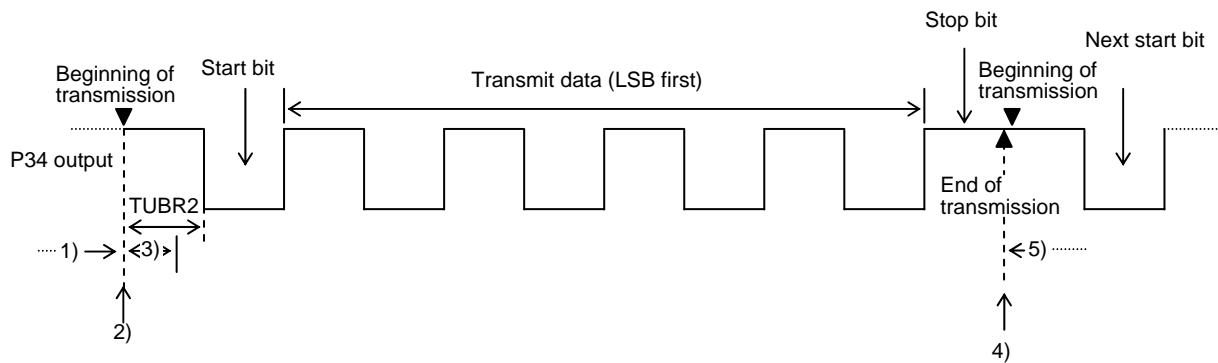 Stop bit
Next start bit
Start bit
Beginning of
transmission
Transmit data (LSB first)
Beginning of
transmission
P34 output
TUBR2
End of
transmission
1)
3)
5)
2)
4)